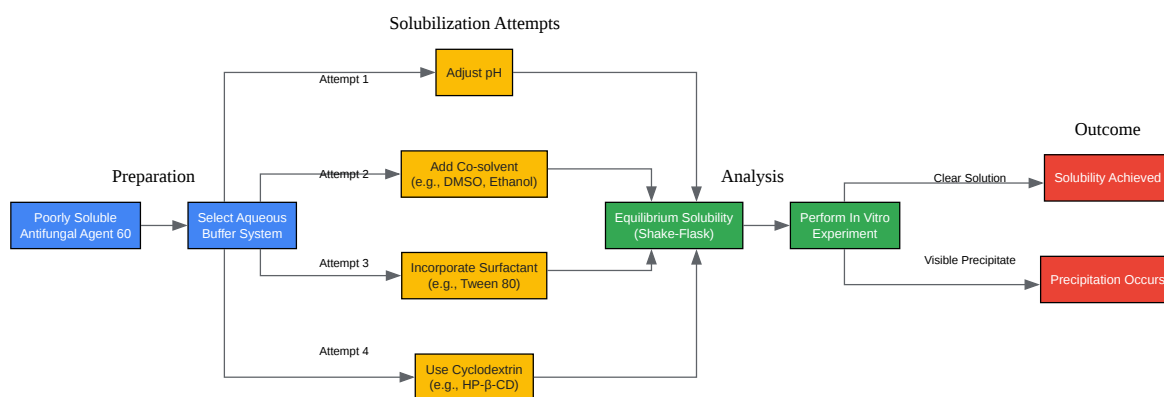 Solubilization Attempts
Attempt 1
Adjust pH
Outcome
Preparation
Attempt 2
Add Co-solvent
(e.g., DMSO, Ethanol)
Analysis
Clear Solution
Solubility Achieved
Poorly Soluble
Antifungal Agent 60
Select Aqueous
Buffer System
Equilibrium Solubility
(Shake-Flask)
Perform In Vitro
Experiment
Attempt 3
Incorporate Surfactant
(e.g., Tween 80)
Visible Precipitate
Precipitation Occurs
Attempt 4
Use Cyclodextrin
(e.g., HP-β-CD)